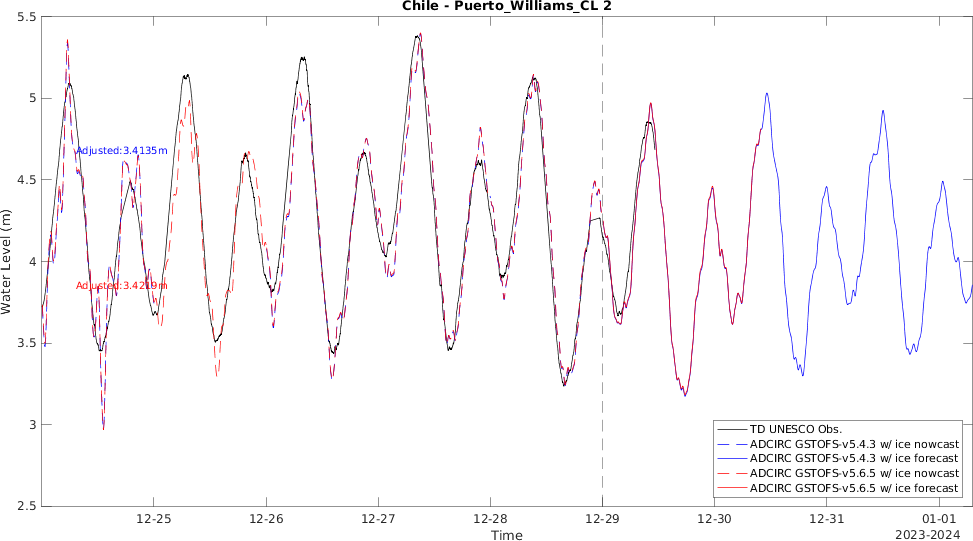 Chile - Puerto_Williams_CL 2
5.5
5
4.5
4
3.5
3
2.5
Water Level (m)
Adjusted:3.4135m
Adjusted:3.4219m
TD UNESCO Obs.
ADCIRC GSTOFS-v5.4.3 w/ ice nowcast
ADCIRC GSTOFS-v5.4.3 w/ ice forecast
ADCIRC GSTOFS-v5.6.5 w/ ice nowcast
ADCIRC GSTOFS-v5.6.5 w/ ice forecast
12-25 12-26 12-27 12-28 12-29 12-30 12-31 01-01
Time
2023-2024